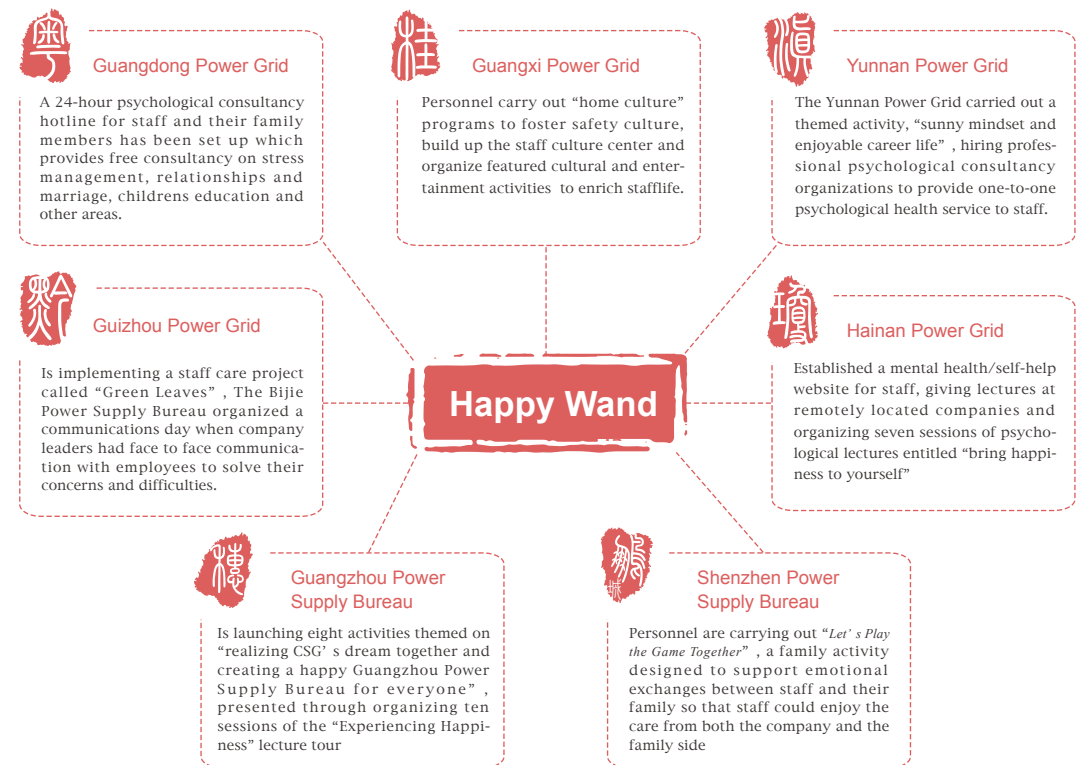 粤
Guangdong Power Grid
A 24-hour psychological consultancy
hotline for staff and their family
members has been set up which
provides free consultancy on stress
management, relationships and
marriage, childrens education and
other areas.
桂
Guangxi Power Grid
Personnel carry out “home culture”
programs to foster safety culture,
build up the staff culture center and
organize featured cultural and enter-
tainment activities to enrich stafflife.
滇
Yunnan Power Grid
The Yunnan Power Grid carried out a
themed activity, “sunny mindset and
enjoyable career life” , hiring profes-
sional psychological consultancy
organizations to provide one-to-one
psychological health service to staff.
黔
Guizhou Power Grid
Is implementing a staff care project
called “Green Leaves” , The Bijie
Power Supply Bureau organized a
communications day when company
leaders had face to face communica-
tion with employees to solve their
concerns and difficulties.
Happy Wand
瓊
Hainan Power Grid
Established a mental health/self-help
website for staff, giving lectures at
remotely located companies and
organizing seven sessions of psycho-
logical lectures entitled “bring happi-
ness to yourself”
穗
Guangzhou Power
Supply Bureau
Is launching eight activities themed on
“realizing CSG’ s dream together and
creating a happy Guangzhou Power
Supply Bureau for everyone” ,
presented through organizing ten
sessions of the “Experiencing Happi-
ness” lecture tour
鹏城
Shenzhen Power
Supply Bureau
Personnel are carrying out “Let’ s Play
the Game Together” , a family activity
designed to support emotional
exchanges between staff and their
family so that staff could enjoy the
care from both the company and the
family side